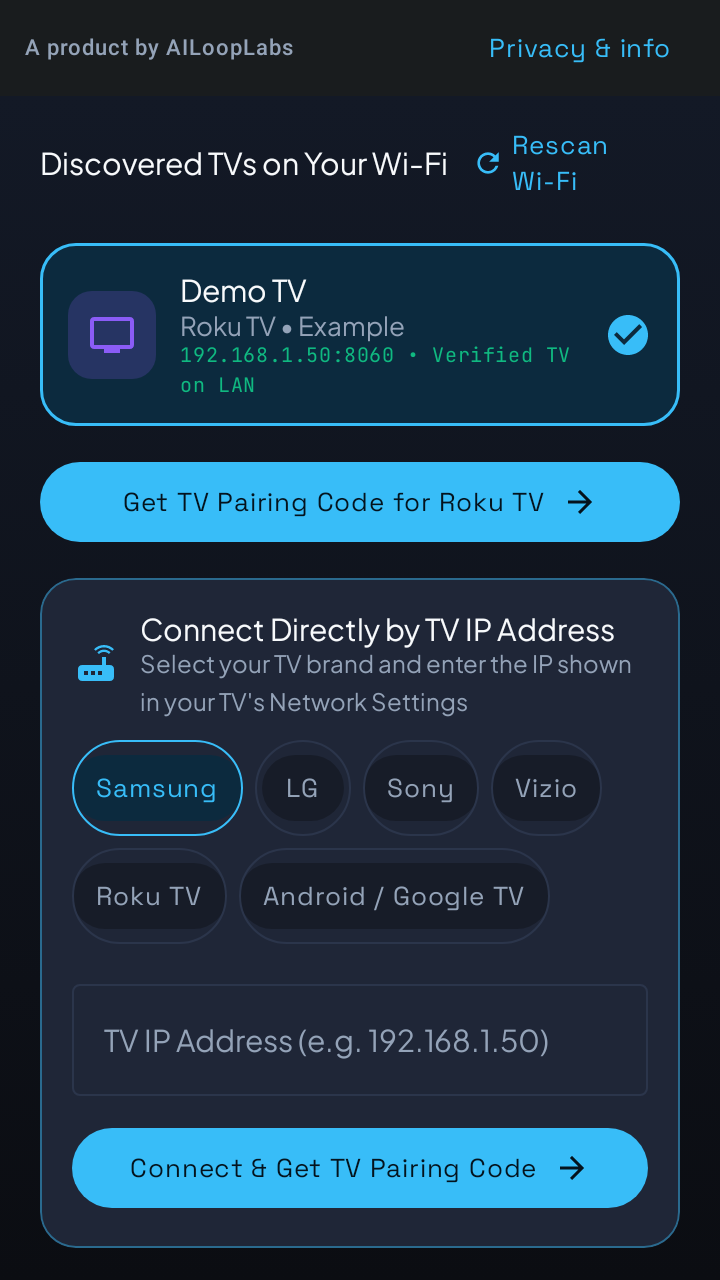 A product by AILoopLabs
Privacy & info
Discovered TVs on Your Wi-Fi
Rescan
Wi-Fi
Demo TV
Roku TV • Example
192.168.1.50:8060 • Verified TV
on LAN
Get TV Pairing Code for Roku TV
Connect Directly by TV IP Address
Select your TV brand and enter the IP shown
in your TV's Network Settings
Samsung
LG
Sony
Vizio
Roku TV
Android / Google TV
TV IP Address (e.g. 192.168.1.50)
Connect & Get TV Pairing Code